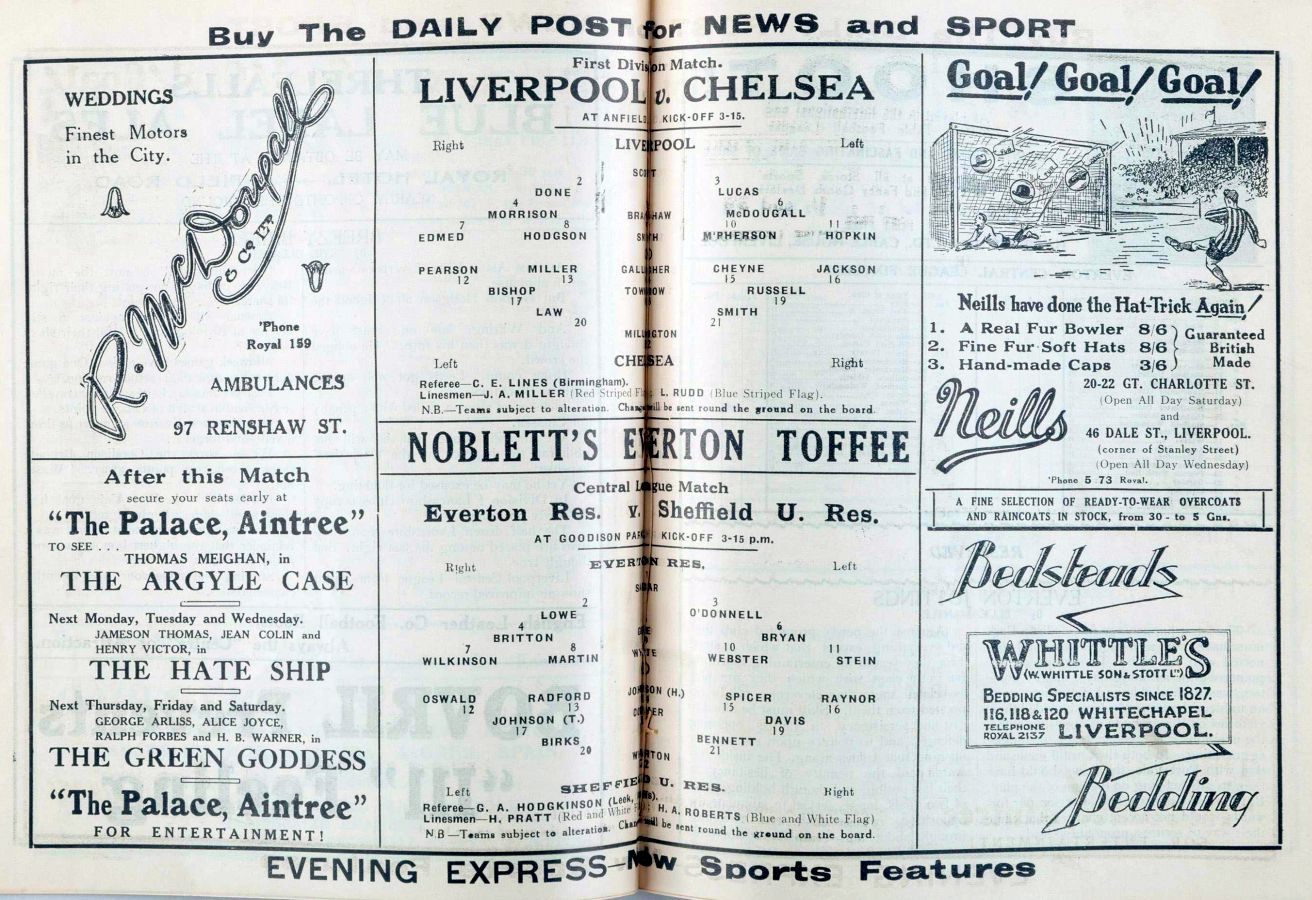 Buy The DAILY POST for NEWS and SPORT
WEDDINGS
Finest Motors
in the City.
R. McDougall
& Co LTD
'Phone
Royal 159
AMBULANCES
97 RENSHAW ST.
After this Match
secure your seats early at
"The Palace, Aintree"
TO SEE . . .
THOMAS MEIGHAN, in
THE ARGYLE CASE
Next Monday, Tuesday and Wednesday.
JAMESON THOMAS, JEAN COLIN and
HENRY VICTOR, in
THE HATE SHIP
Next Thursday, Friday and Saturday.
GEORGE ARLISS, ALICE JOYCE,
RALPH FORBES and H. B. WARNER, in
THE GREEN GODDESS
"The Palace, Aintree"
FOR ENTERTAINMENT!
First Division Match.
LIVERPOOL v. CHELSEA
AT ANFIELD KICK-OFF 3-15.
Right LIVERPOOL Left
SCOTT
2 3
DONE LUCAS
4 6
MORRISON BRADSHAW McDOUGALL
7 8 10 11
EDMED HODGSON SMITH M'PHERSON HOPKIN
PEARSON MILLER GALLAGHER CHEYNE JACKSON
12 13 15 16
BISHOP TOWNROW RUSSELL
17 19
LAW SMITH
20 21
MILLINGTON
Left CHELSEA Right
Referee—C. E. LINES (Birmingham).
Linesmen—J. A. MILLER (Red Striped Flag); L. RUDD (Blue Striped Flag).
N.B.—Teams subject to alteration. Changes will be sent round the ground on the board.
NOBLETT'S EVERTON TOFFEE
Central League Match
Everton Res. v. Sheffield U. Res.
AT GOODISON PARK KICK-OFF 3-15 p.m.
Right EVERTON RES. Left
2 3
LOWE O'DONNELL
4 6
BRITTON BRYAN
7 8 10 11
WILKINSON MARTIN WHITE WEBSTER STEIN
OSWALD RADFORD JOHNSON (H.) SPICER RAYNOR
12 13 15 16
JOHNSON (T.) DAVIS
17 19
BIRKS BENNETT
20 21
Left SHEFFIELD U. RES. Right
Referee—G. A. HODGKINSON (Leek,
Linesmen—H. PRATT (Red and White Flag); H. A. ROBERTS (Blue and White Flag)
N B —Teams subject to alteration. Changes will be sent round the ground on the board.
Goal! Goal! Goal!
Neills have done the Hat-Trick Again!
1. A Real Fur Bowler 8/6
2. Fine Fur Soft Hats 8/6
3. Hand-made Caps 3/6
Guaranteed
British
Made
Neills
20-22 GT. CHARLOTTE ST.
(Open All Day Saturday)
and
46 DALE ST., LIVERPOOL.
(corner of Stanley Street)
(Open All Day Wednesday)
'Phone 5 73 Royal.
A FINE SELECTION OF READY-TO-WEAR OVERCOATS
AND RAINCOATS IN STOCK, from 30 - to 5 Gns.
Bedsteads
WHITTLE'S
(W. WHITTLE SON & STOTT LTD)
BEDDING SPECIALISTS SINCE 1827.
116, 118 & 120 WHITECHAPEL
TELEPHONE
ROYAL 2137
LIVERPOOL.
Bedding
EVENING EXPRESS—New Sports Features